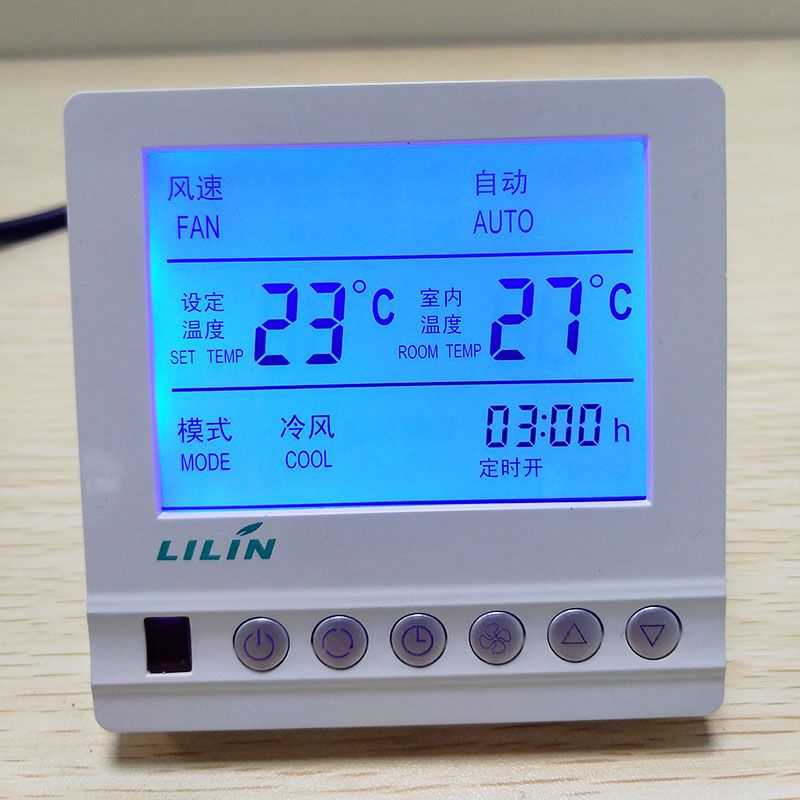 风速 自动
FAN AUTO
设定 温度 23°C 室内 温度 27°C
SET TEMP ROOM TEMP
模式 冷风 03:00 h
MODE COOL 定时开
LILIN